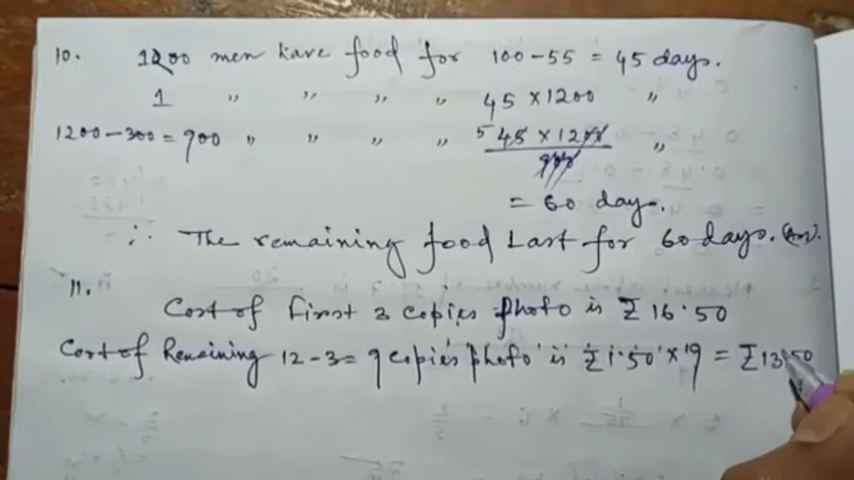 10. 1200 men have food for 100-55 = 45 days.
1 " " " " 45 × 1200 "
1200-300 = 900 " " " " 5 45 × 1200 "
900
= 60 days.
∴ The remaining food Last for 60 days. (Ans).
11.
Cost of first 3 copies photo is ₹ 16.50
Cost of Remaining 12-3 = 9 copies photo is ₹ 1.50 × 9 = ₹ 13.50